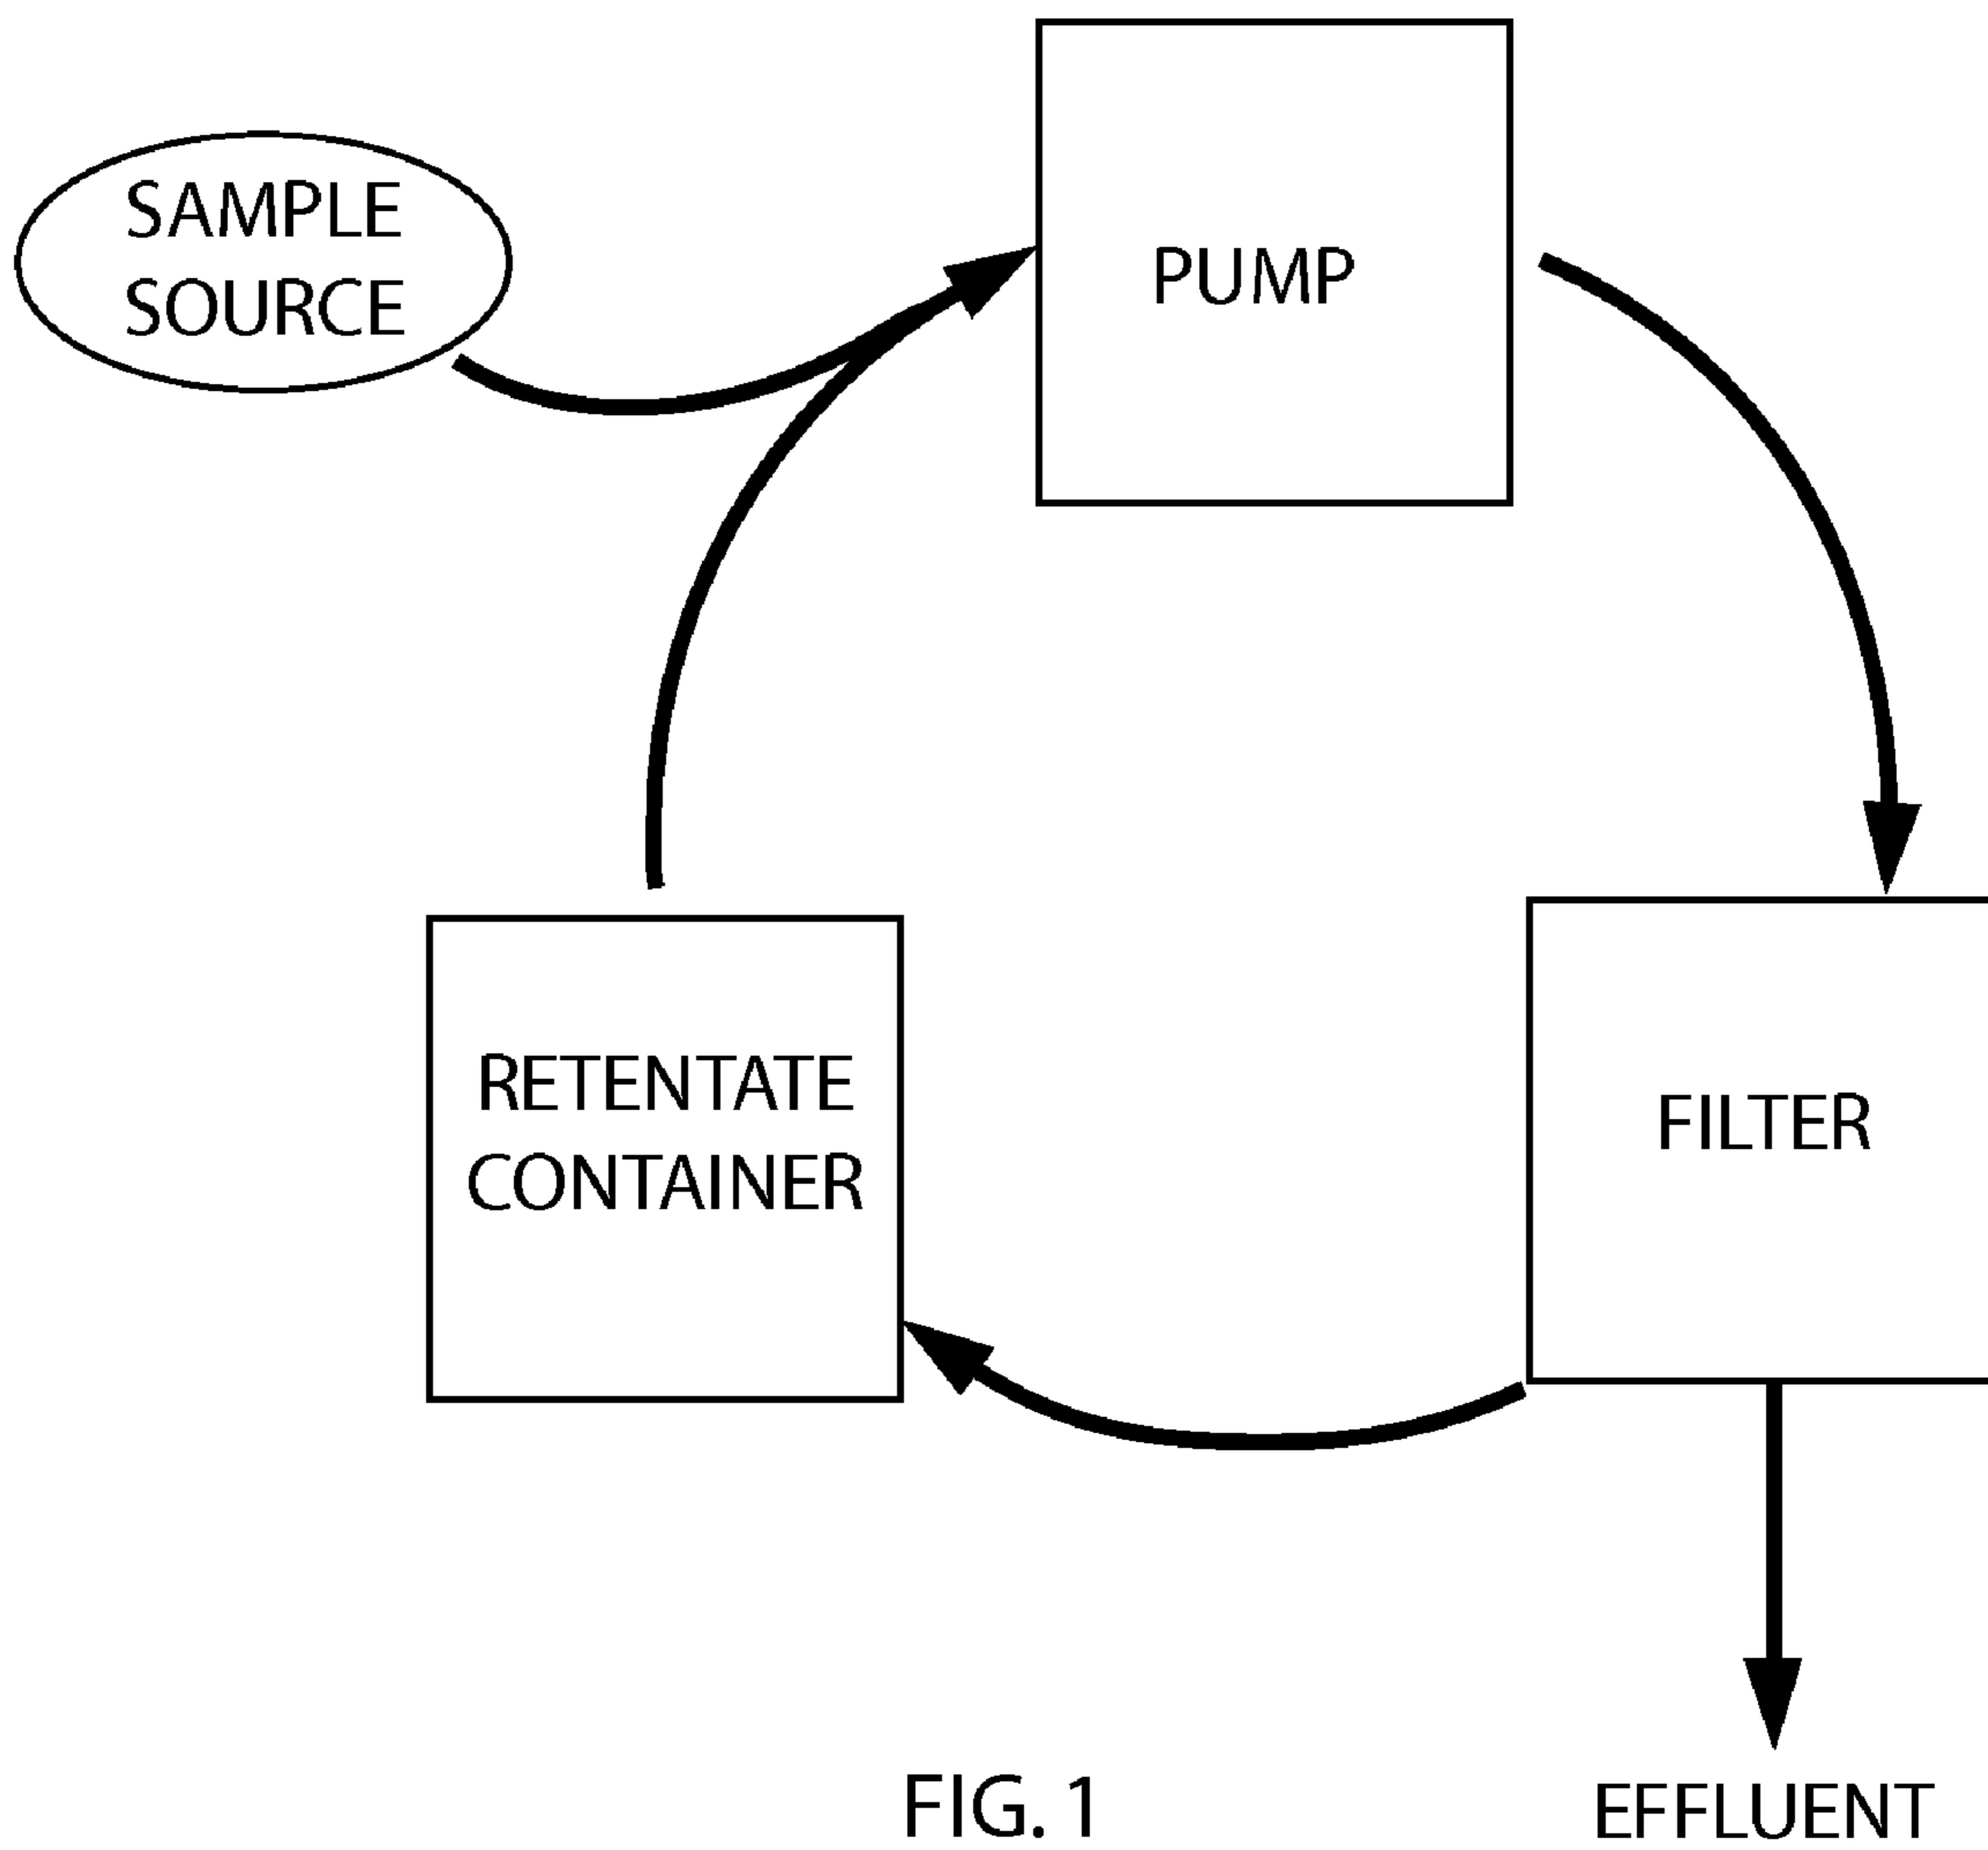 SAMPLE
SOURCE
PUMP
RETENTATE
CONTAINER
FILTER
FIG. 1
EFFLUENT